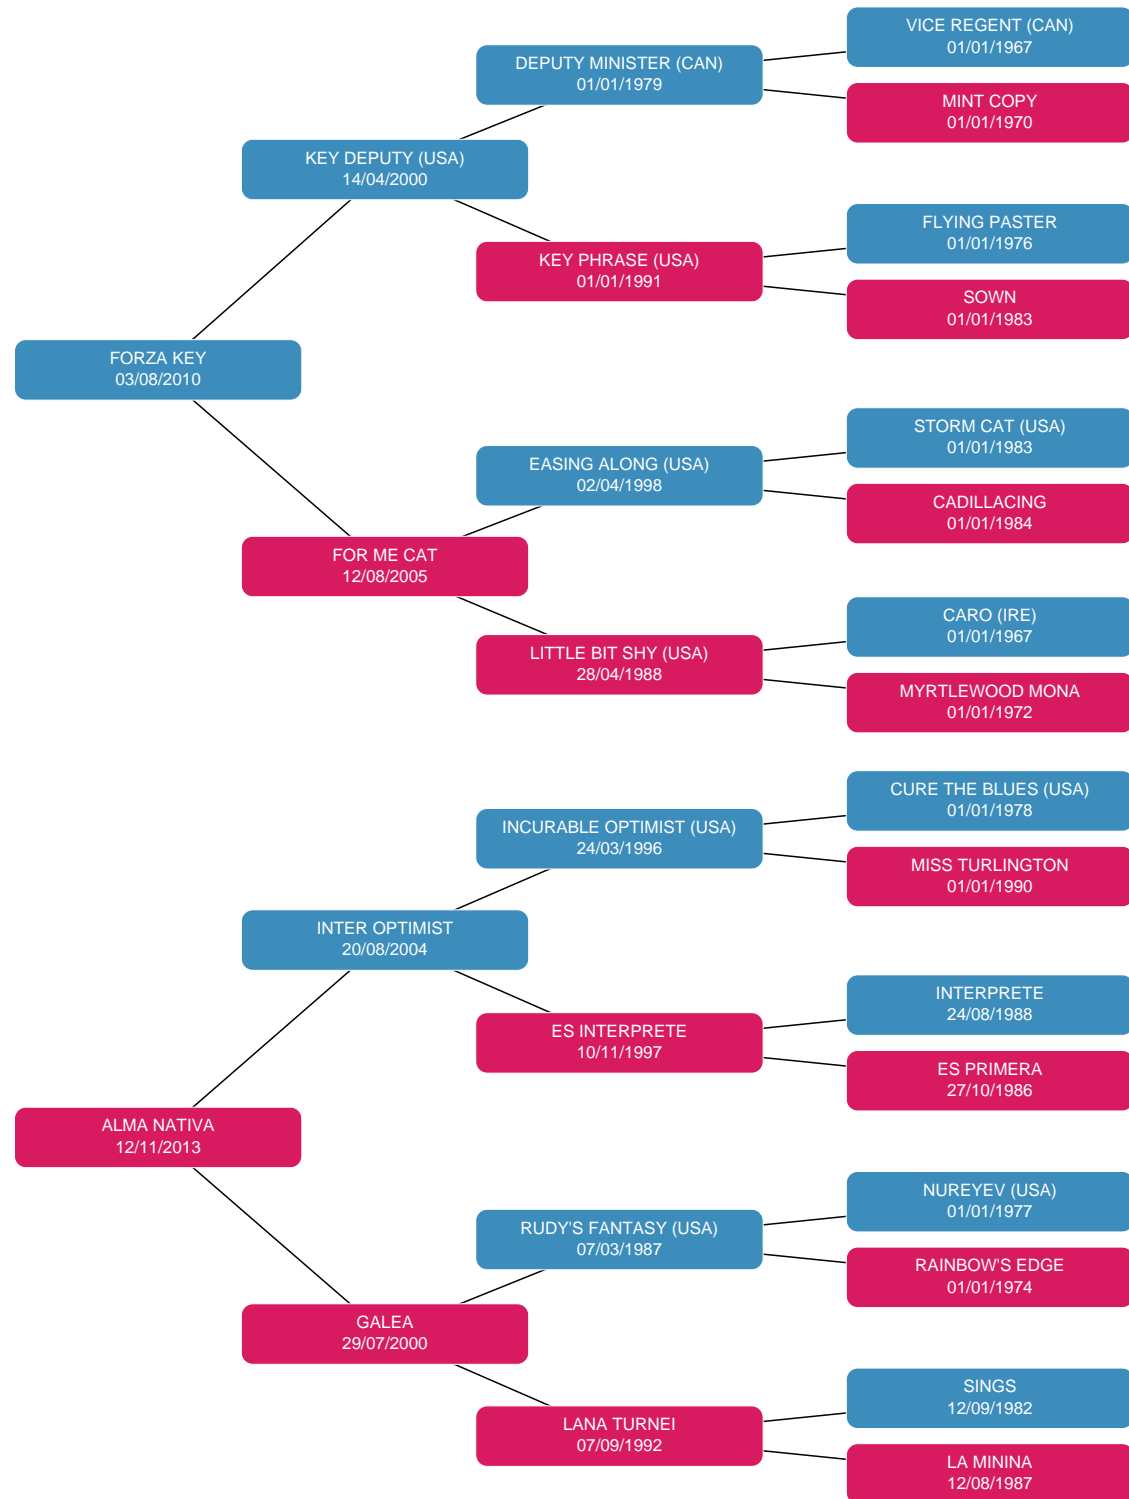 VICE REGENT (CAN)
01/01/1967
DEPUTY MINISTER (CAN)
01/01/1979
MINT COPY
01/01/1970
KEY DEPUTY (USA)
14/04/2000
FLYING PASTER
01/01/1976
KEY PHRASE (USA)
01/01/1991
SOWN
01/01/1983
FORZA KEY
03/08/2010
STORM CAT (USA)
01/01/1983
EASING ALONG (USA)
02/04/1998
CADILLACING
01/01/1984
FOR ME CAT
12/08/2005
CARO (IRE)
01/01/1967
LITTLE BIT SHY (USA)
28/04/1988
MYRTLEWOOD MONA
01/01/1972
CURE THE BLUES (USA)
01/01/1978
INCURABLE OPTIMIST (USA)
24/03/1996
MISS TURLINGTON
01/01/1990
INTER OPTIMIST
20/08/2004
INTERPRETE
24/08/1988
ES INTERPRETE
10/11/1997
ES PRIMERA
27/10/1986
ALMA NATIVA
12/11/2013
NUREYEV (USA)
01/01/1977
RUDY'S FANTASY (USA)
07/03/1987
RAINBOW'S EDGE
01/01/1974
GALEA
29/07/2000
SINGS
12/09/1982
LANA TURNEI
07/09/1992
LA MININA
12/08/1987